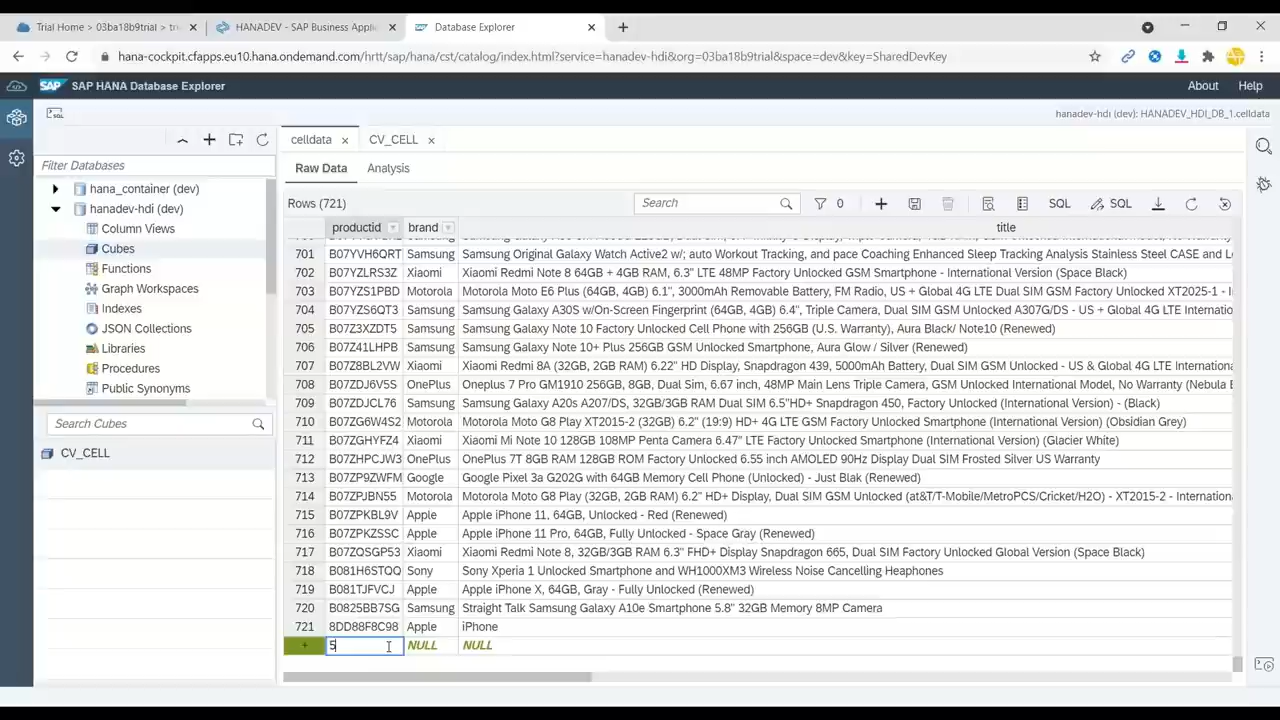 Trial Home > 03ba18b9trial > tri
HANADEV - SAP Business Appli
Database Explorer
hana-cockpit.cfapps.eu10.hana.ondemand.com/hrtt/sap/hana/cst/catalog/index.html?service=hanadev-hdi&org=03ba18b9trial&space=dev&key=SharedDevKey
SAP SAP HANA Database Explorer
About Help
SQL
hanadev-hdi (dev): HANADEV_HDI_DB_1.celldata
celldata
CV_CELL
Filter Databases
hana_container (dev)
hanadev-hdi (dev)
Column Views
Cubes
Functions
Graph Workspaces
Indexes
JSON Collections
Libraries
Procedures
Public Synonyms
Search Cubes
CV_CELL
Raw Data Analysis
Rows (721)
Search
0
SQL
SQL
productid brand title
701 B07YVH6QRT Samsung Samsung Original Galaxy Watch Active2 w/; auto Workout Tracking, and pace Coaching Enhanced Sleep Tracking Analysis Stainless Steel CASE and L
702 B07YZLRS3Z Xiaomi Xiaomi Redmi Note 8 64GB + 4GB RAM, 6.3" LTE 48MP Factory Unlocked GSM Smartphone - International Version (Space Black)
703 B07YZS1PBD Motorola Motorola Moto E6 Plus (64GB, 4GB) 6.1", 3000mAh Removable Battery, FM Radio, US + Global 4G LTE Dual SIM GSM Factory Unlocked XT2025-1 - I
704 B07YZS6QT3 Samsung Samsung Galaxy A30S w/On-Screen Fingerprint (64GB, 4GB) 6.4", Triple Camera, Dual SIM GSM Unlocked A307G/DS - US + Global 4G LTE Internat
705 B07Z3XZDT5 Samsung Samsung Galaxy Note 10 Factory Unlocked Cell Phone with 256GB (U.S. Warranty), Aura Black/ Note10 (Renewed)
706 B07Z41LHPB Samsung Samsung Galaxy Note 10+ Plus 256GB GSM Unlocked Smartphone, Aura Glow / Silver (Renewed)
707 B07Z8BL2VW Xiaomi Xiaomi Redmi 8A (32GB, 2GB RAM) 6.22" HD Display, Snapdragon 439, 5000mAh Battery, Dual SIM GSM Unlocked - US & Global 4G LTE Internation
708 B07ZDJ6V5S OnePlus Oneplus 7 Pro GM1910 256GB, 8GB, Dual Sim, 6.67 inch, 48MP Main Lens Triple Camera, GSM Unlocked International Model, No Warranty (Nebula B
709 B07ZDJCL76 Samsung Samsung Galaxy A20s A207/DS, 32GB/3GB RAM Dual SIM 6.5"HD+ Snapdragon 450, Factory Unlocked (International Version) - (Black)
710 B07ZG6W4S2 Motorola Motorola Moto G8 Power Lite XT2015-2 (32GB) 6.2" (19:9) HD+ 4G LTE GSM Factory Unlocked Smartphone (International Version) (Obsidian Grey)
711 B07ZGHYFZ4 Xiaomi Xiaomi Mi Note 10 128GB 108MP Penta Camera 6.47" LTE Factory Unlocked Smartphone (International Version) (Glacier White)
712 B07ZHPCJW3 OnePlus OnePlus 7T 8GB RAM 128GB ROM Factory Unlocked 6.55 inch AMOLED 90Hz Display Dual SIM Frosted Silver US Warranty
713 B07ZP9ZWFM Google Google Pixel 3a G202G with 64GB Memory Cell Phone (Unlocked) - Just Blak (Renewed)
714 B07ZPJBN55 Motorola Motorola Moto G8 Play (32GB, 2GB RAM) 6.2" HD+ Display, Dual SIM GSM Unlocked (at&T/T-Mobile/MetroPCS/Cricket/H2O) - XT2015-2 - Internat
715 B07ZPKBL9V Apple Apple iPhone 11, 64GB, Unlocked - Red (Renewed)
716 B07ZPKZSSC Apple Apple iPhone 11 Pro, 64GB, Fully Unlocked - Space Gray (Renewed)
717 B07ZQSGP53 Xiaomi Xiaomi Redmi Note 8, 32GB/3GB RAM 6.3" FHD+ Display Snapdragon 665, Dual SIM Factory Unlocked Global Version (Space Black)
718 B081H6STQQ Sony Sony Xperia 1 Unlocked Smartphone and WH1000XM3 Wireless Noise Cancelling Heaphones
719 B081TJFVCJ Apple Apple iPhone X, 64GB, Gray - Fully Unlocked (Renewed)
720 B0825BB7SG Samsung Straight Talk Samsung Galaxy A10e Smartphone 5.8" 32GB Memory 8MP Camera
721 8DD88F8C98 Apple iPhone
+ 5 NULL NULL